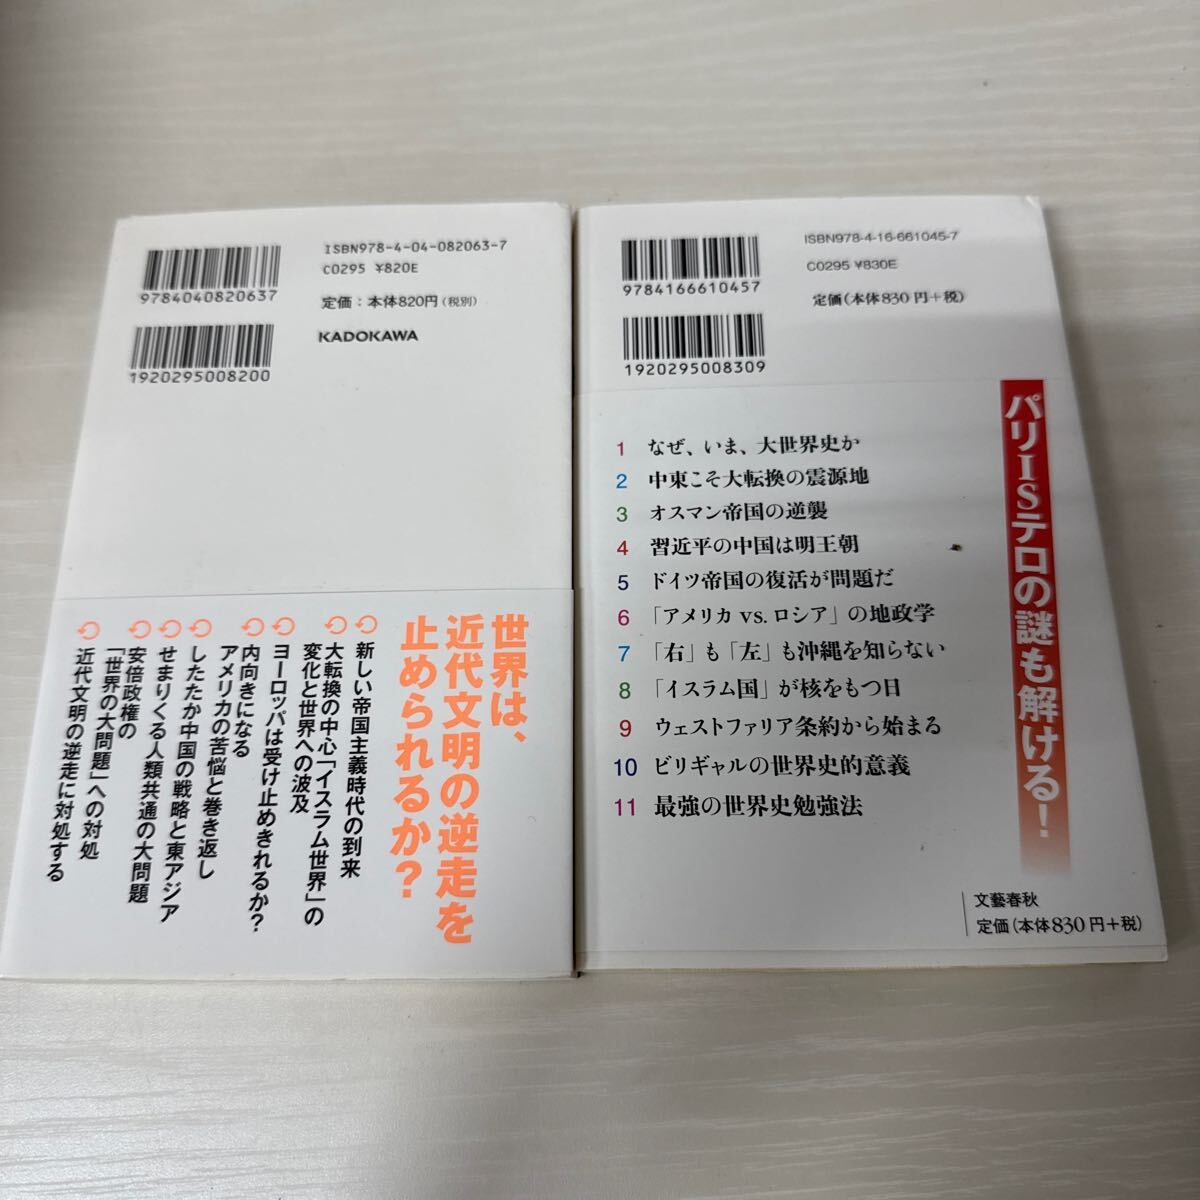 ISBN978-4-04-082063-7
C0295 ¥820E
定価:本体820円(税別)
KADOKAWA
9784040820637
1920295008200
世界は、
近代文明の逆走を
止められるか?
新しい帝国主義時代の到来
大転換の中心「イスラム世界」の
変化と世界への波及
ヨーロッパは受け止めきれるか?
内向きになる
アメリカの苦悩と巻き返し
したたか中国の戦略と東アジア
せまりくる人類共通の大問題
安倍政権の
「世界の大問題」への対処
近代文明の逆走に対処する
ISBN978-4-16-661045-7
C0295 ¥830E
定価(本体830円+税)
9784166610457
1920295008309
パリISテロの謎も解ける!
1 なぜ、いま、大世界史か
2 中東こそ大転換の震源地
3 オスマン帝国の逆襲
4 習近平の中国は明王朝
5 ドイツ帝国の復活が問題だ
6 「アメリカ vs. ロシア」の地政学
7 「右」も「左」も沖縄を知らない
8 「イスラム国」が核をもつ日
9 ウェストファリア条約から始まる
10 ビリギャルの世界史的意義
11 最強の世界史勉強法
文藝春秋
定価(本体830円+税)